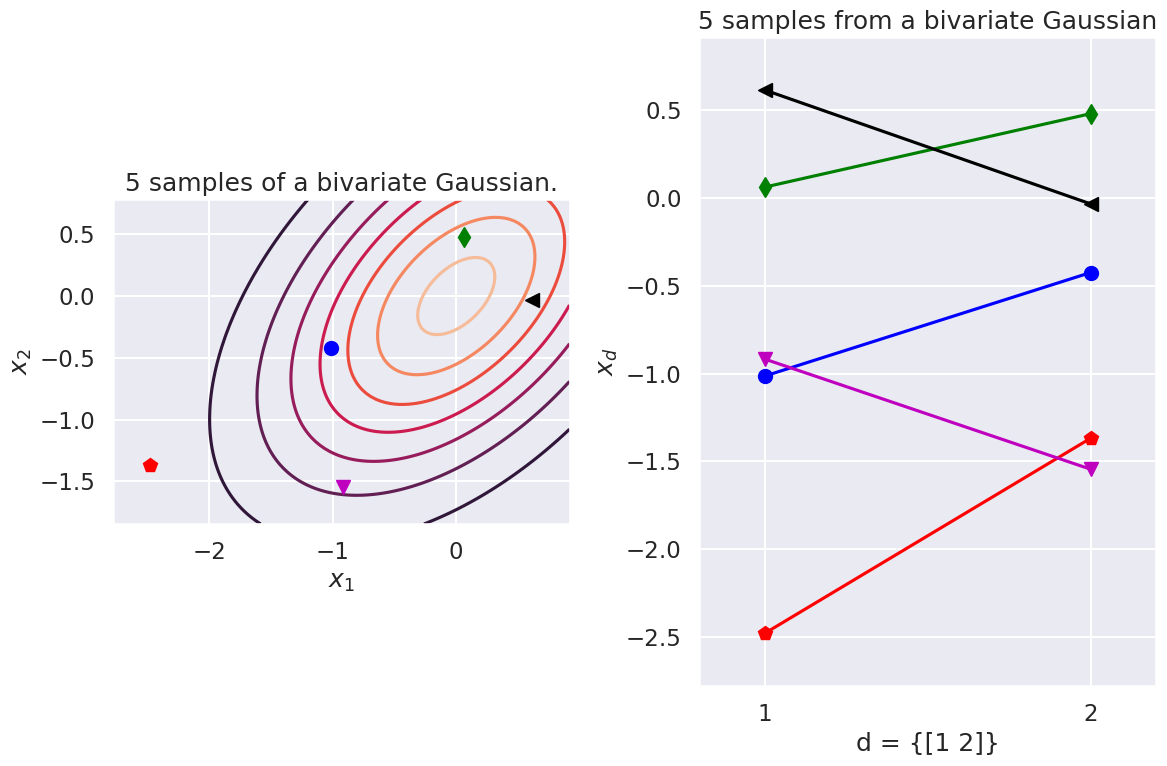 5 samples of a bivariate Gaussian.
0.5
0.0
−0.5
−1.0
−1.5
x₂
−2
−1
0
x₁
5 samples from a bivariate Gaussian
0.5
0.0
−0.5
−1.0
−1.5
−2.0
−2.5
x_d
1
2
d = {[1 2]}